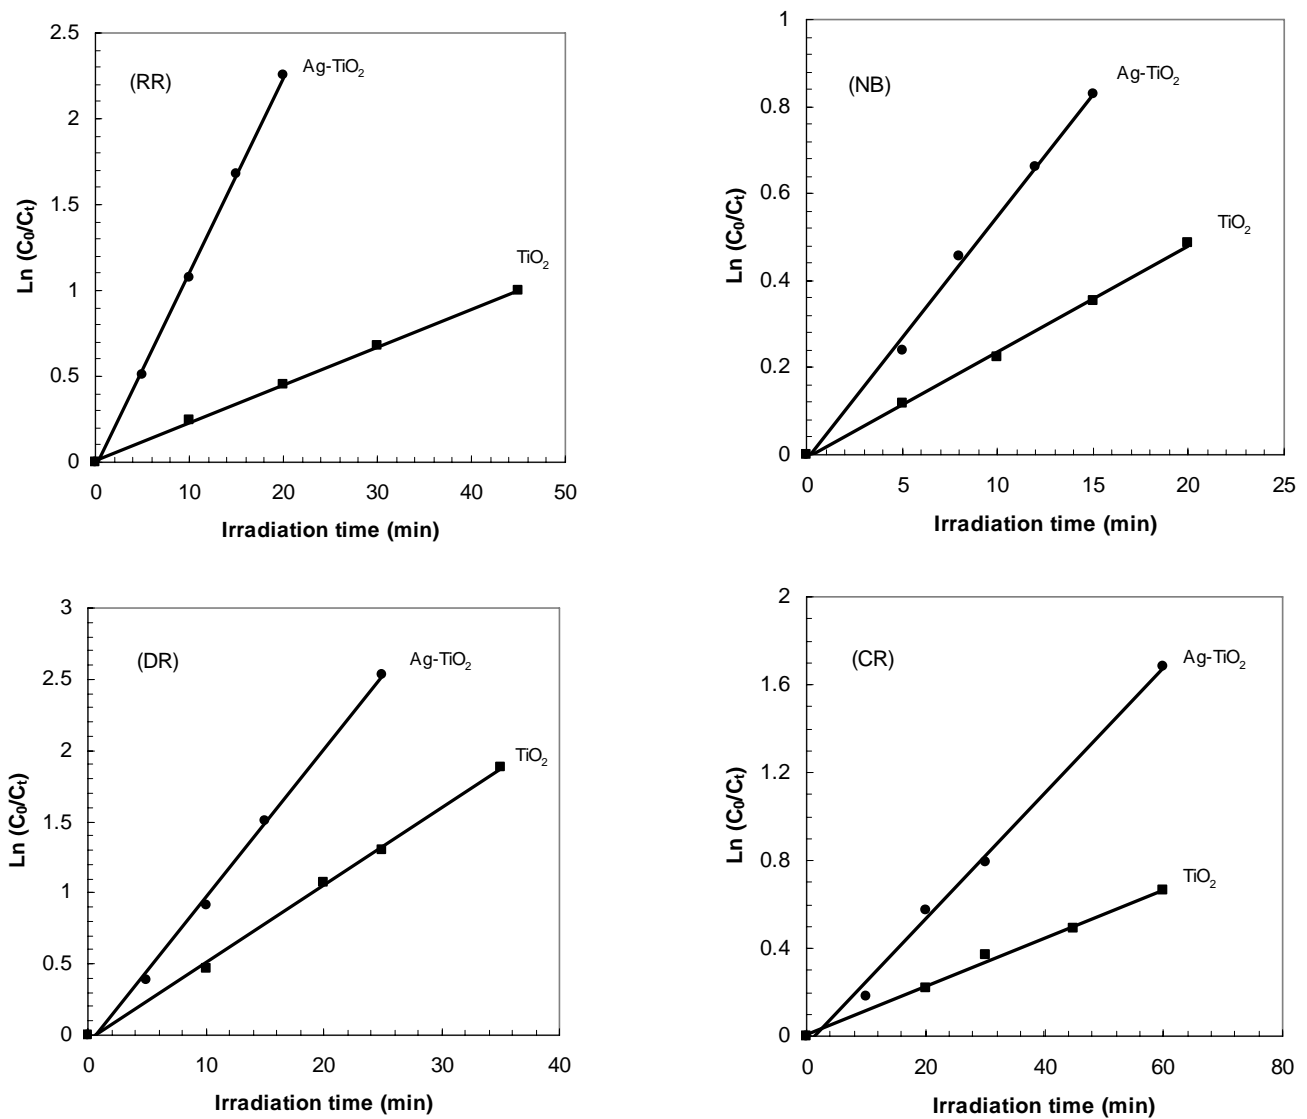 2.5
2
1.5
1
0.5
0
Ln (C₀/Cₜ)
(RR)
Ag-TiO₂
TiO₂
0 10 20 30 40 50
Irradiation time (min)
1
0.8
0.6
0.4
0.2
0
Ln (C₀/Cₜ)
(NB)
Ag-TiO₂
TiO₂
0 5 10 15 20 25
Irradiation time (min)
3
2.5
2
1.5
1
0.5
0
Ln (C₀/Cₜ)
(DR)
Ag-TiO₂
TiO₂
0 10 20 30 40
Irradiation time (min)
2
1.6
1.2
0.8
0.4
0
Ln (C₀/Cₜ)
(CR)
Ag-TiO₂
TiO₂
0 20 40 60 80
Irradiation time (min)